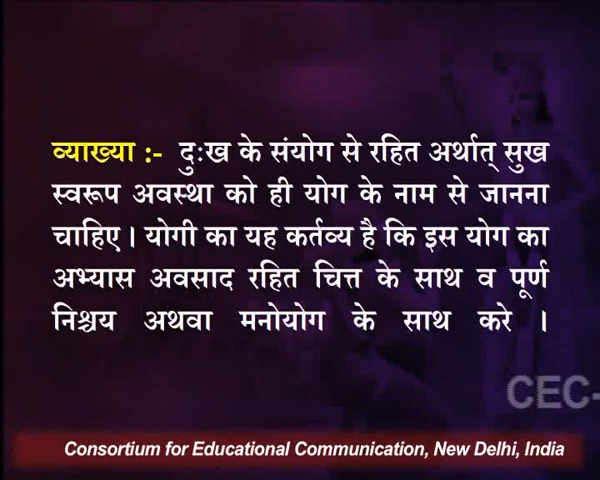 व्याख्या :- दुःख के संयोग से रहित अर्थात् सुख
स्वरूप अवस्था को ही योग के नाम से जानना
चाहिए । योगी का यह कर्तव्य है कि इस योग का
अभ्यास अवसाद रहित चित्त के साथ व पूर्ण
निश्चय अथवा मनोयोग के साथ करे ।
CEC-
Consortium for Educational Communication, New Delhi, India